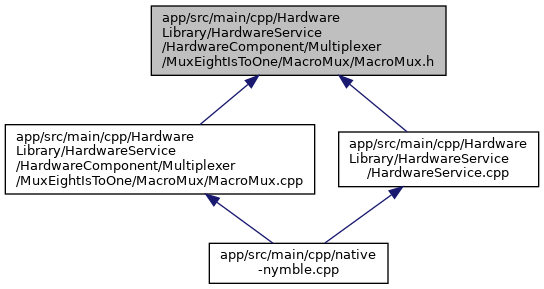 app/src/main/cpp/Hardware
Library/HardwareService
/HardwareComponent/Multiplexer
/MuxEightIsToOne/MacroMux/MacroMux.h
app/src/main/cpp/Hardware
Library/HardwareService
/HardwareComponent/Multiplexer
/MuxEightIsToOne/MacroMux/MacroMux.cpp
app/src/main/cpp/Hardware
Library/HardwareService
/HardwareService.cpp
app/src/main/cpp/native
-nymble.cpp